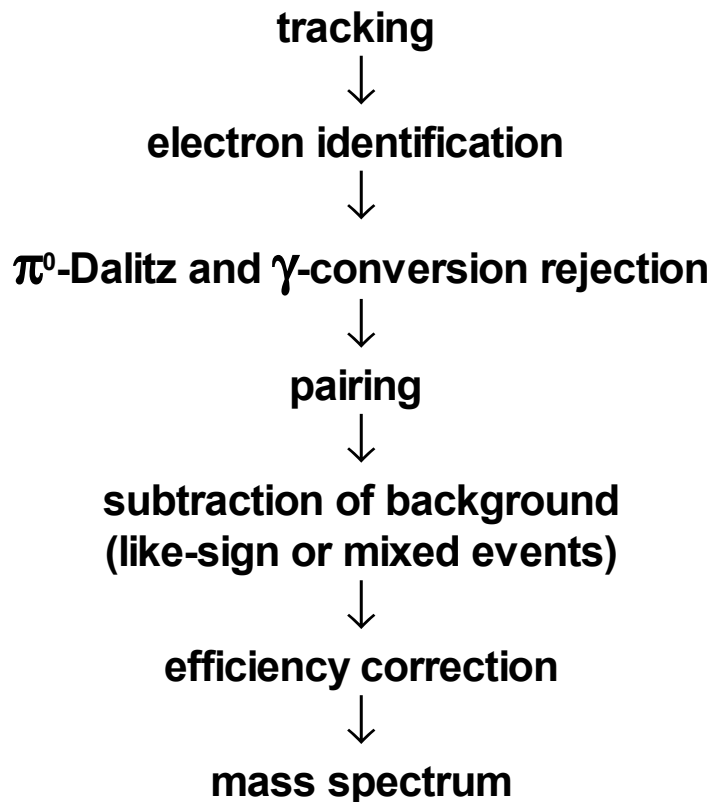 tracking
↓
electron identification
↓
π⁰-Dalitz and γ-conversion rejection
↓
pairing
↓
subtraction of background
(like-sign or mixed events)
↓
efficiency correction
↓
mass spectrum